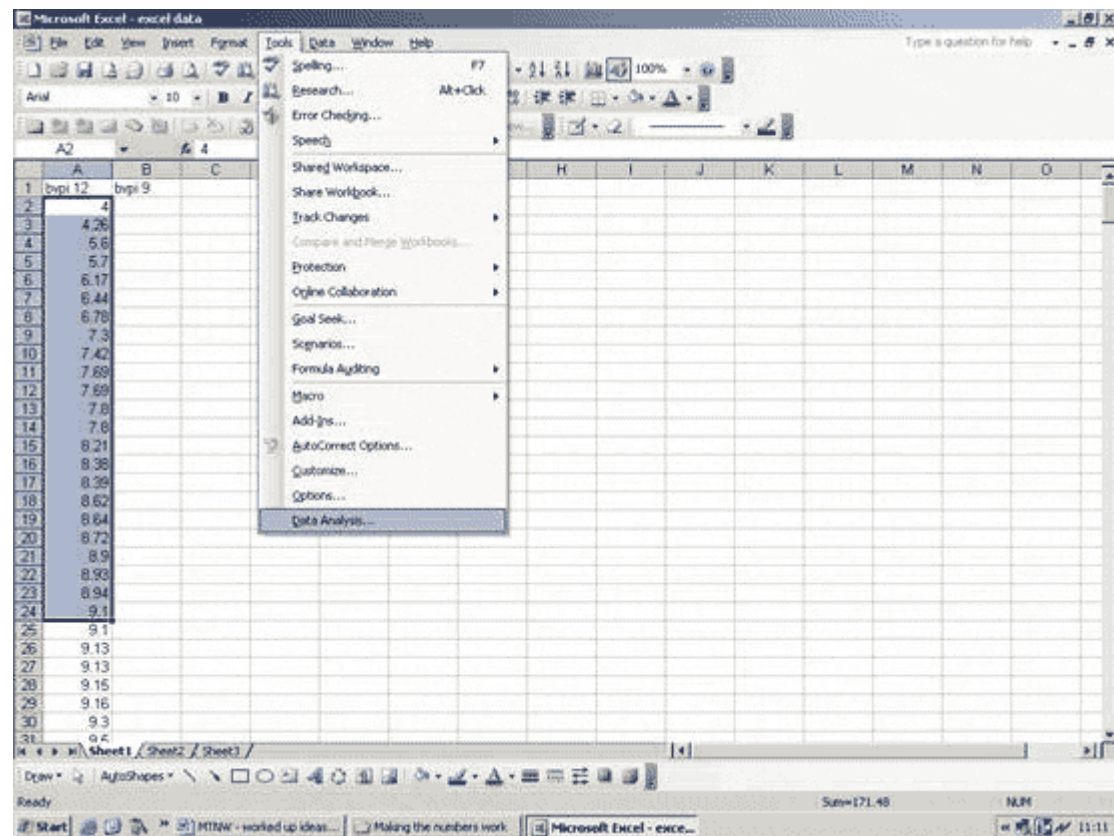 Microsoft Excel - excel data
File Edit View Insert Format Tools Data Window Help Type a question for help
100%
Arial 10 B I
A2 fx 4
Spelling... F7
Research... Alt+Click
Error Checking...
Speech
Shared Workspace...
Share Workbook...
Track Changes
Compare and Merge Workbooks...
Protection
Online Collaboration
Goal Seek...
Scenarios...
Formula Auditing
Macro
Add-Ins...
AutoCorrect Options...
Customize...
Options...
Data Analysis...
A B C H I J K L M N O
1 bvpi 12 bvpi 9
2 4
3 4.26
4 5.6
5 5.7
6 6.17
7 6.44
8 6.78
9 7.3
10 7.42
11 7.69
12 7.69
13 7.8
14 7.8
15 8.21
16 8.38
17 8.39
18 8.62
19 8.64
20 8.72
21 8.9
22 8.93
23 8.94
24 9.1
25 9.1
26 9.13
27 9.13
28 9.15
29 9.16
30 9.3
31 9.5
Sheet1 Sheet2 Sheet3
Draw AutoShapes
Ready Sum=171.48 NUM
Start MTNW - worked up ideas... Making the numbers work Microsoft Excel - exce... 11:11